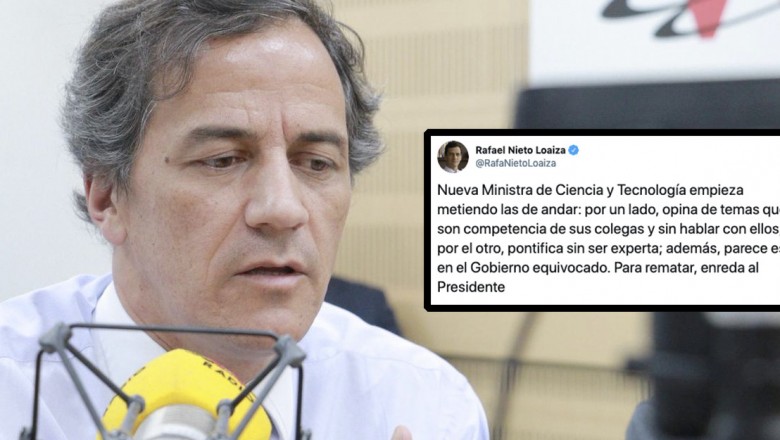 Rafael Nieto Loaiza
@RafaNietoLoaiza
Nueva Ministra de Ciencia y Tecnología empieza
metiendo las de andar: por un lado, opina de temas que
son competencia de sus colegas y sin hablar con ellos,
por el otro, pontifica sin ser experta; además, parece
en el Gobierno equivocado. Para rematar, enreda al
Presidente